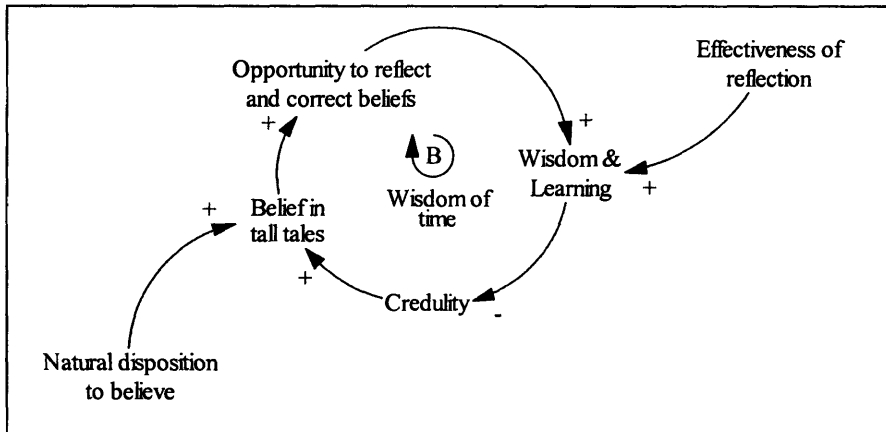 Opportunity to reflect
and correct beliefs
+
Effectiveness of
reflection
+
Wisdom &
Learning
+
B
Wisdom of
time
+
Belief in
tall tales
+
Credulity
-
Natural disposition
to believe